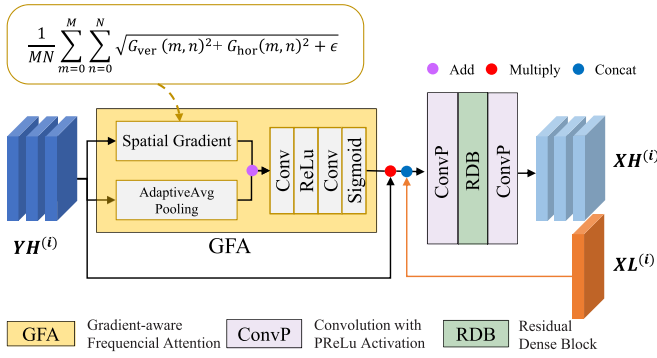 1/MN ∑_{m=0}^{M} ∑_{n=0}^{N} √(G_ver (m, n)²+ G_hor(m, n)² + ϵ)
Add Multiply Concat
YH⁽ⁱ⁾
Spatial Gradient
AdaptiveAvg
Pooling
Conv
ReLu
Conv
Sigmoid
GFA
ConvP
RDB
ConvP
XH⁽ⁱ⁾
XL⁽ⁱ⁾
GFA
Gradient-aware
Frequencial Attention
ConvP
Convolution with
PReLu Activation
RDB
Residual
Dense Block